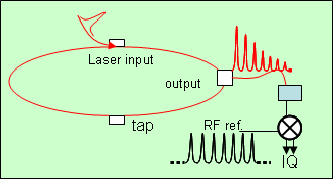 Laser input
output
tap
RF ref.
IQ